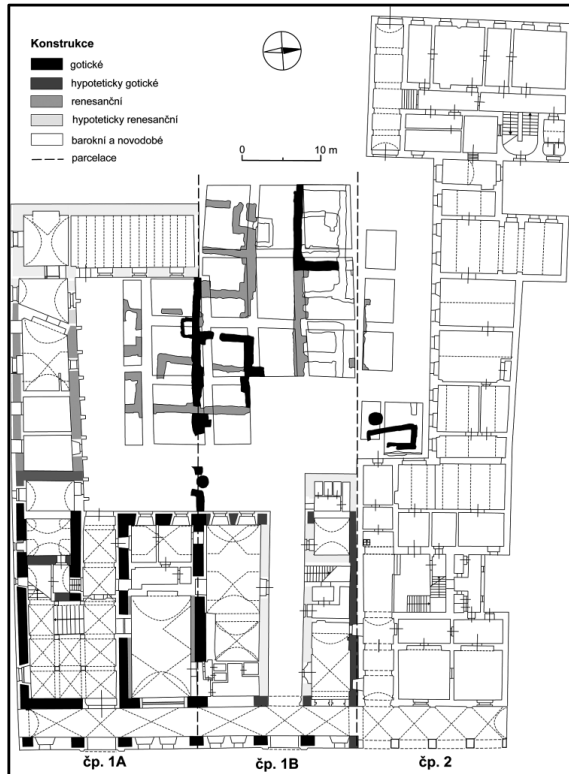 Konstrukce
gotické
hypoteticky gotické
renesanční
hypoteticky renesanční
barokní a novodobé
parcelace
0 10 m
čp. 1A čp. 1B čp. 2